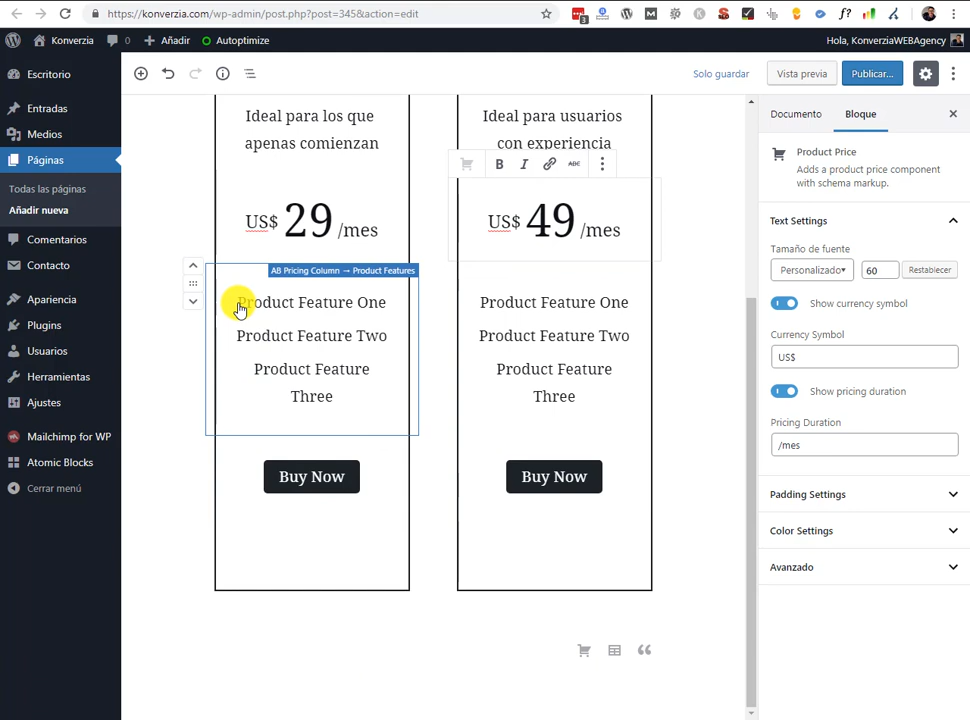 https://konverzia.com/wp-admin/post.php?post=345&action=edit
Konverzia 0 Añadir Autoptimize Hola, KonverziaWEBAgency
Escritorio
Entradas
Medios
Páginas
Todas las páginas
Añadir nueva
Comentarios
Contacto
Apariencia
Plugins
Usuarios
Herramientas
Ajustes
Mailchimp for WP
Atomic Blocks
Cerrar menú
Solo guardar Vista previa Publicar...
Ideal para los que
apenas comienzan
US$ 29 /mes
AB Pricing Column → Product Features
Product Feature One
Product Feature Two
Product Feature
Three
Buy Now
Ideal para usuarios
con experiencia
B I ABC
US$ 49 /mes
Product Feature One
Product Feature Two
Product Feature
Three
Buy Now
Documento Bloque
Product Price
Adds a product price component
with schema markup.
Text Settings
Tamaño de fuente
Personalizado 60 Restablecer
Show currency symbol
Currency Symbol
US$
Show pricing duration
Pricing Duration
/mes
Padding Settings
Color Settings
Avanzado